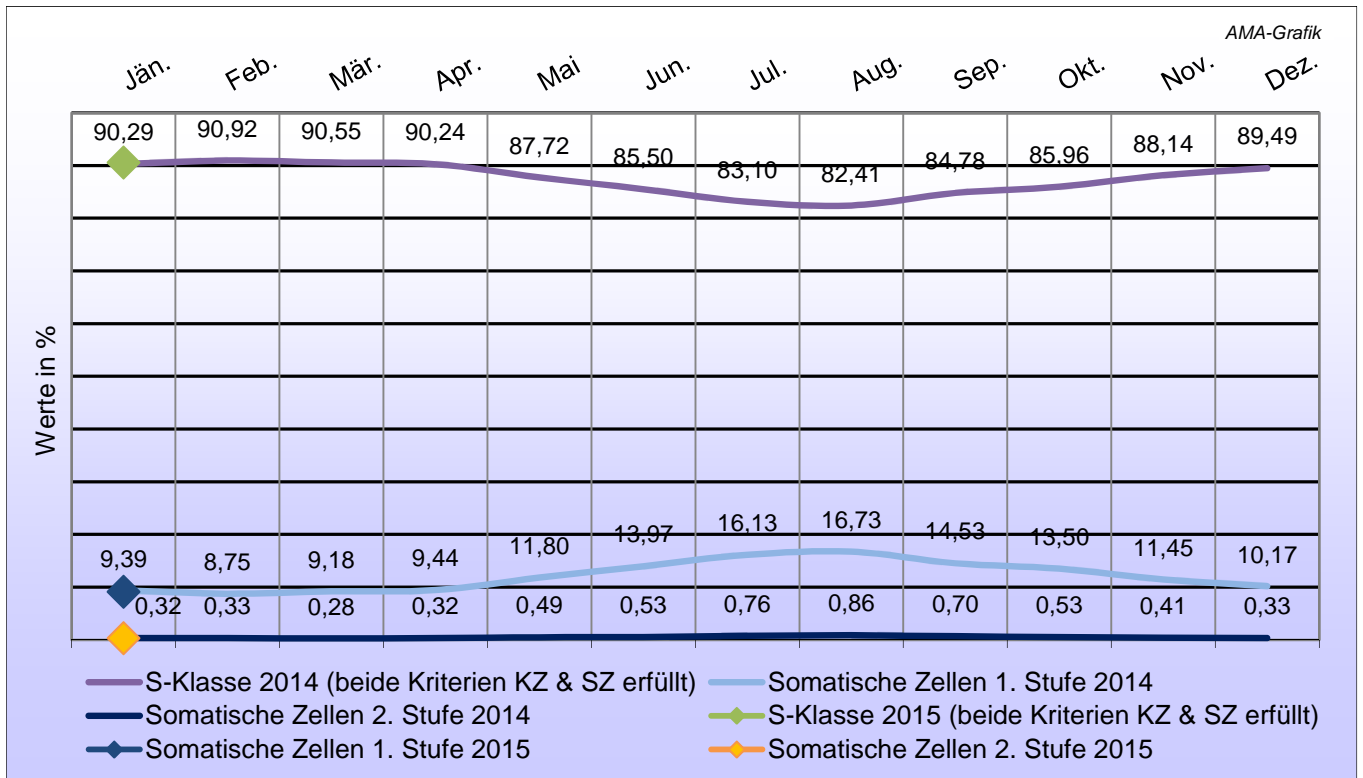 AMA-Grafik
Jän. Feb. Mär. Apr. Mai Jun. Jul. Aug. Sep. Okt. Nov. Dez.
90,29 90,92 90,55 90,24 87,72 85,50 83,10 82,41 84,78 85,96 88,14 89,49
Werte in %
9,39 8,75 9,18 9,44 11,80 13,97 16,13 16,73 14,53 13,50 11,45 10,17
0,32 0,33 0,28 0,32 0,49 0,53 0,76 0,86 0,70 0,53 0,41 0,33
S-Klasse 2014 (beide Kriterien KZ & SZ erfüllt) Somatische Zellen 1. Stufe 2014
Somatische Zellen 2. Stufe 2014 S-Klasse 2015 (beide Kriterien KZ & SZ erfüllt)
Somatische Zellen 1. Stufe 2015 Somatische Zellen 2. Stufe 2015